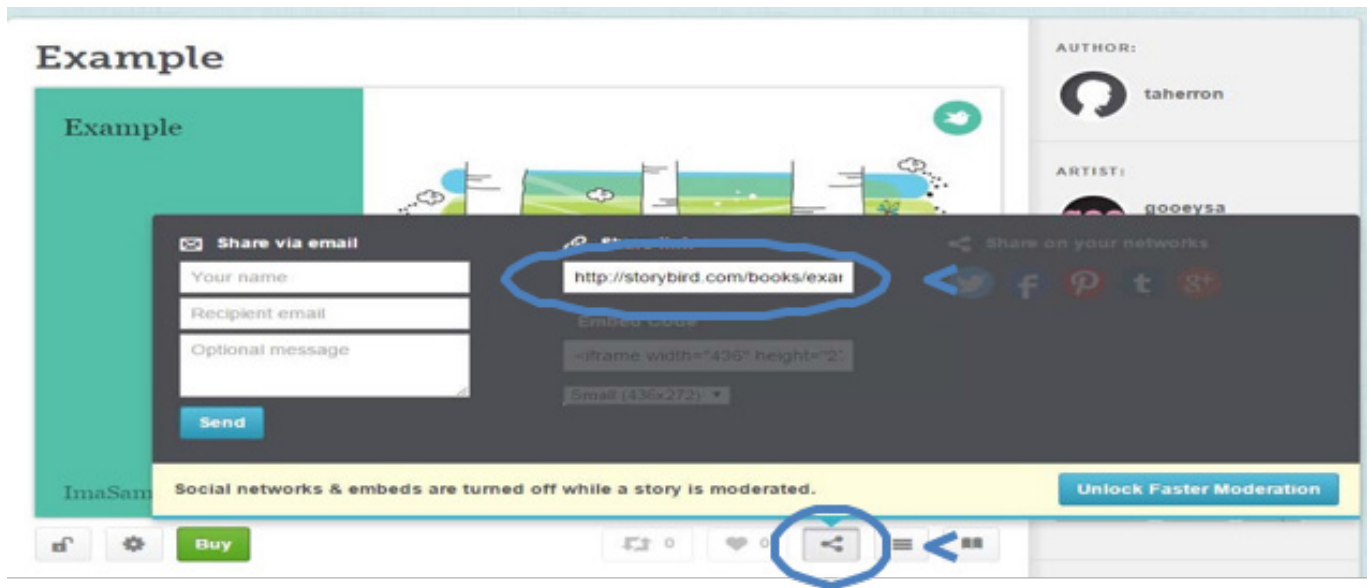 Example
Example
AUTHOR:
taherron
ARTIST:
gooeysa
Share via email
Your name
Recipient email
Optional message
Send
Share link
http://storybird.com/books/exar
Embed Code
<iframe width="436" height="2
Small (436x272)
Share on your networks
ImaSam
Social networks & embeds are turned off while a story is moderated.
Unlock Faster Moderation
Buy
0
0